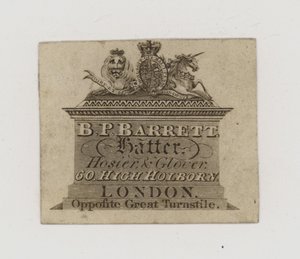 B. P. BARRETT
Hatter,
Hosier & Glover
60 HIGH HOLBORN
LONDON.
Oppoſite Great Turnstile.